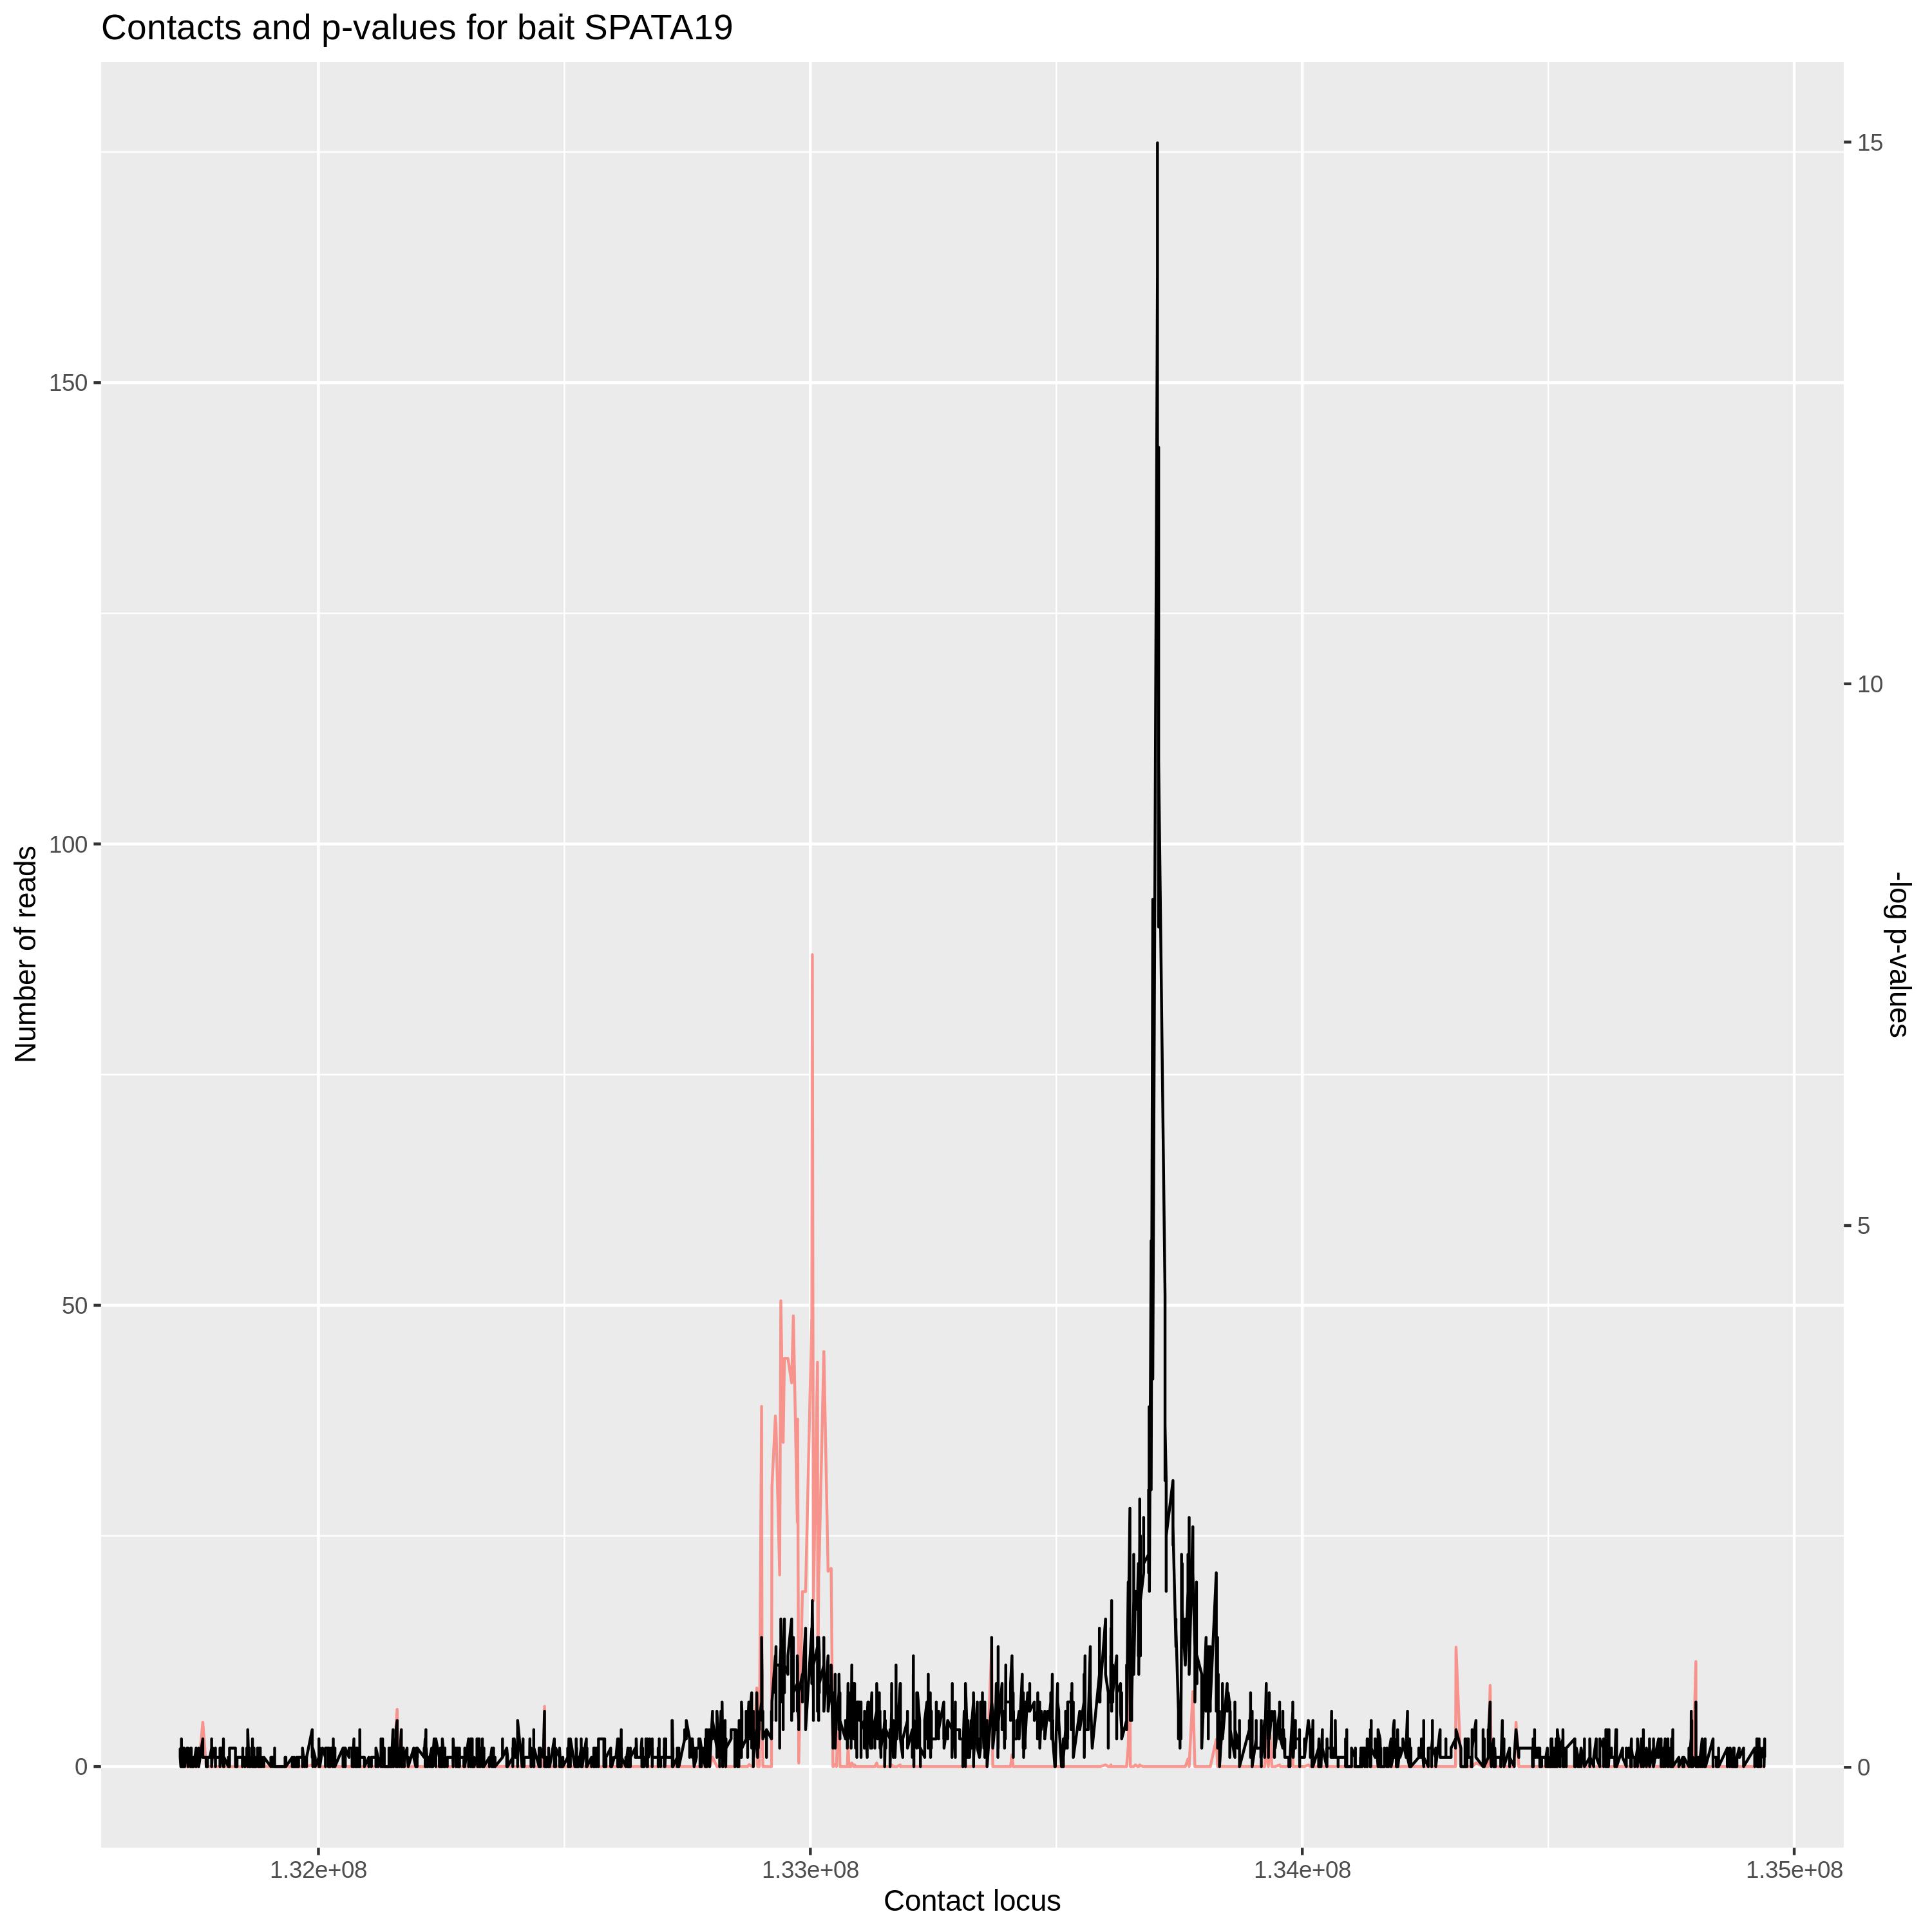 Contacts and p-values for bait SPATA19
Number of reads
150
100
50
0
15
10
5
0
-log p-values
1.32e+08
1.33e+08
1.34e+08
1.35e+08
Contact locus